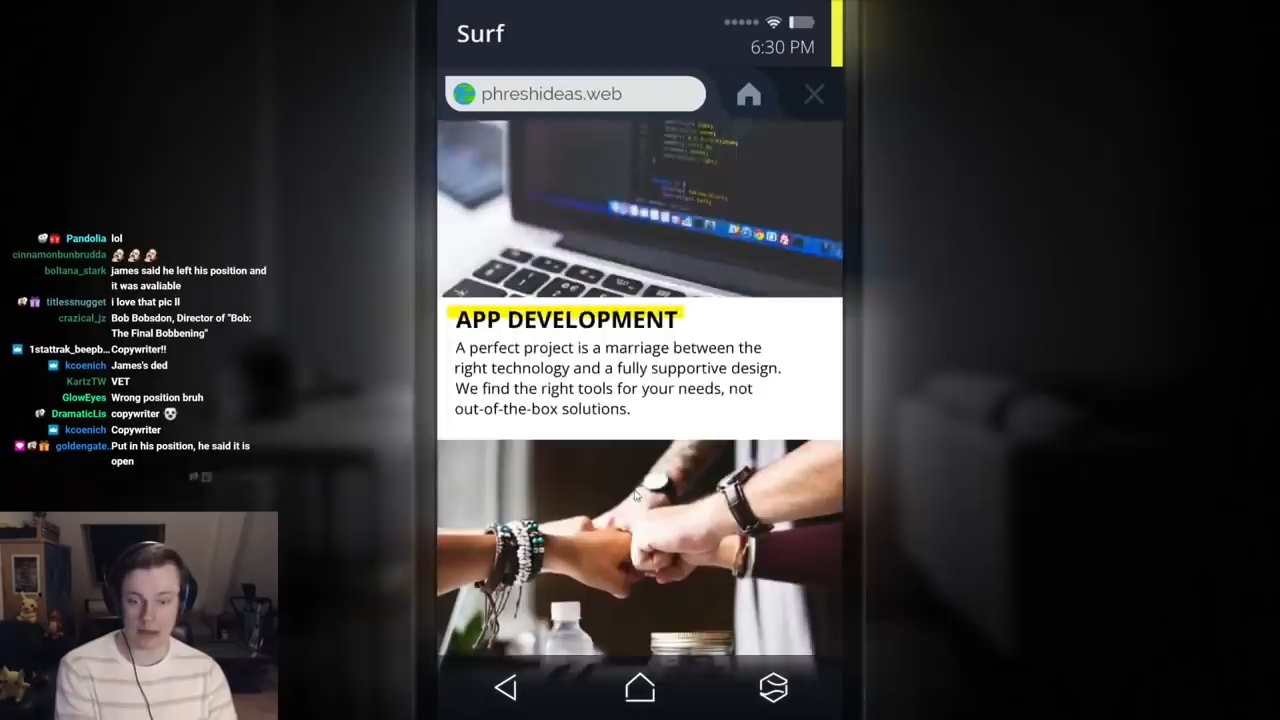 Surf
6:30 PM
phreshideas.web
APP DEVELOPMENT
A perfect project is a marriage between the
right technology and a fully supportive design.
We find the right tools for your needs, not
out-of-the-box solutions.
Pandolia lol
cinnamonbunbrudda
boltana_stark james said he left his position and
it was avaliable
titlessnugget i love that pic ll
crazical_jz Bob Bobsdon, Director of "Bob:
The Final Bobbening"
1stattrak_beepb... Copywriter!!
kcoenich James's ded
KartzTW VET
GlowEyes Wrong position bruh
DramaticLis copywriter
kcoenich Copywriter
goldengate.. Put in his position, he said it is
open